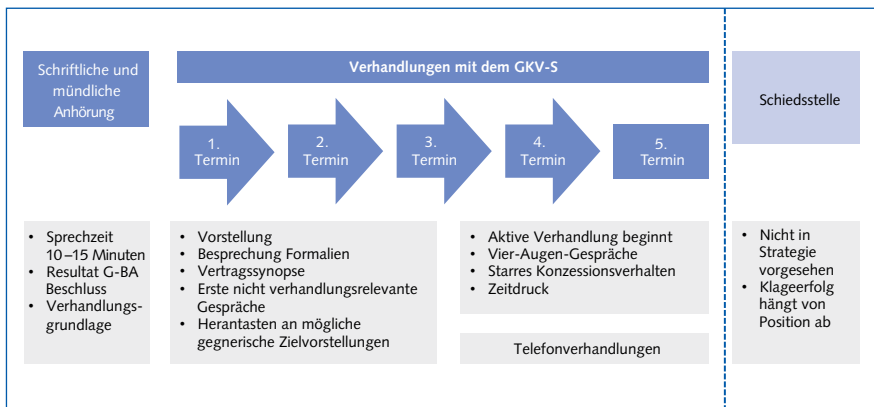 Schriftliche und
mündliche
Anhörung
Verhandlungen mit dem GKV-S
Schiedsstelle
1.
Termin
2.
Termin
3.
Termin
4.
Termin
5.
Termin
• Sprechzeit
10–15 Minuten
• Resultat G-BA
Beschluss
• Verhandlungs-
grundlage
• Vorstellung
• Besprechung Formalien
• Vertragssynopse
• Erste nicht verhandlungsrelevante
Gespräche
• Herantasten an mögliche
gegnerische Zielvorstellungen
• Aktive Verhandlung beginnt
• Vier-Augen-Gespräche
• Starres Konzessionsverhalten
• Zeitdruck
Telefonverhandlungen
• Nicht in
Strategie
vorgesehen
• Klageerfolg
hängt von
Position ab